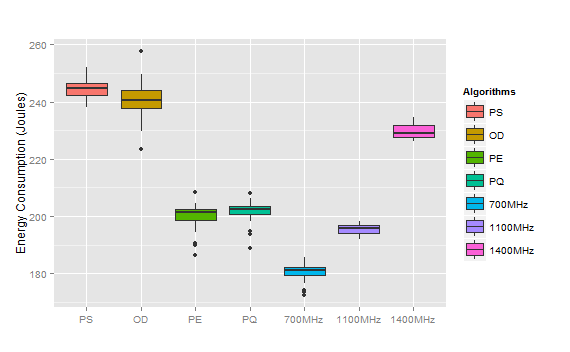 Energy Consumption (Joules)
260
240
220
200
180
PS
OD
PE
PQ
700MHz
1100MHz
1400MHz
Algorithms
PS
OD
PE
PQ
700MHz
1100MHz
1400MHz